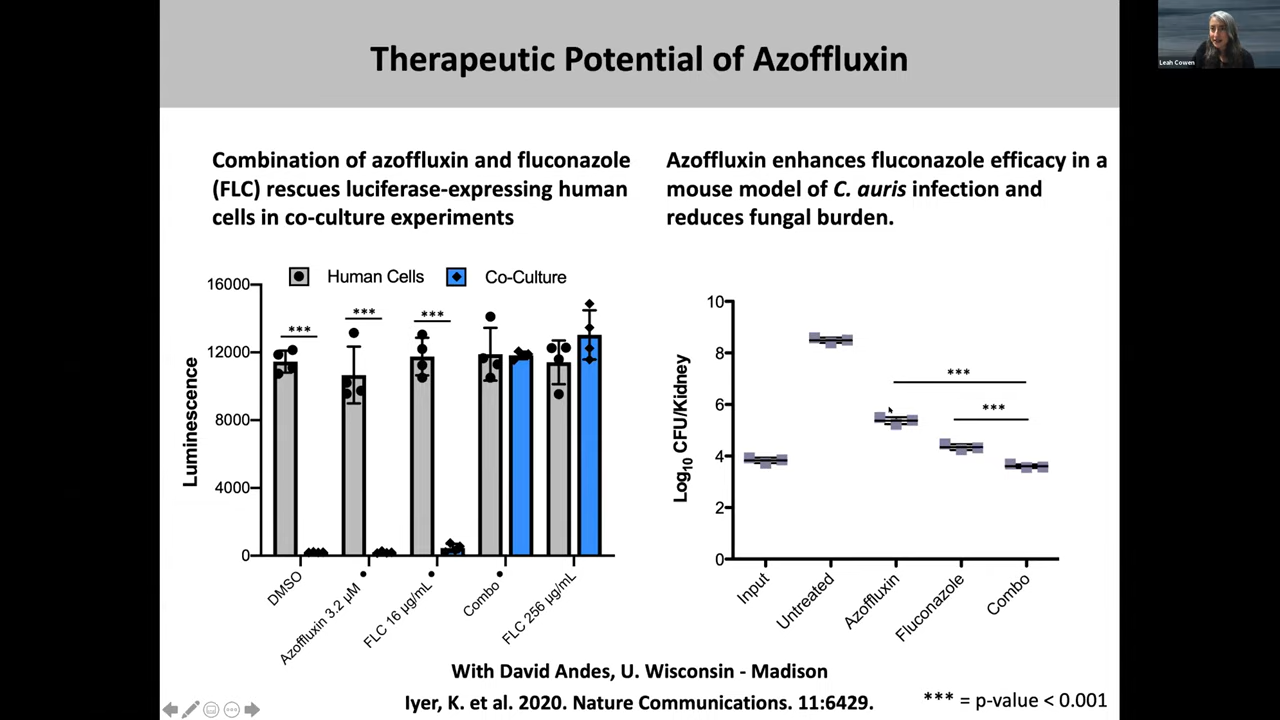 Therapeutic Potential of Azoffluxin
Leah Cowen
Combination of azoffluxin and fluconazole
(FLC) rescues luciferase-expressing human
cells in co-culture experiments
Azoffluxin enhances fluconazole efficacy in a
mouse model of C. auris infection and
reduces fungal burden.
Human Cells
Co-Culture
Luminescence
16000
12000
8000
4000
0
***
***
***
DMSO
Azoffluxin 3.2 µM
FLC 16 µg/mL
Combo
FLC 256 µg/mL
Log10 CFU/Kidney
10
8
6
4
2
0
***
***
Input
Untreated
Azoffluxin
Fluconazole
Combo
With David Andes, U. Wisconsin - Madison
Iyer, K. et al. 2020. Nature Communications. 11:6429.
*** = p-value < 0.001